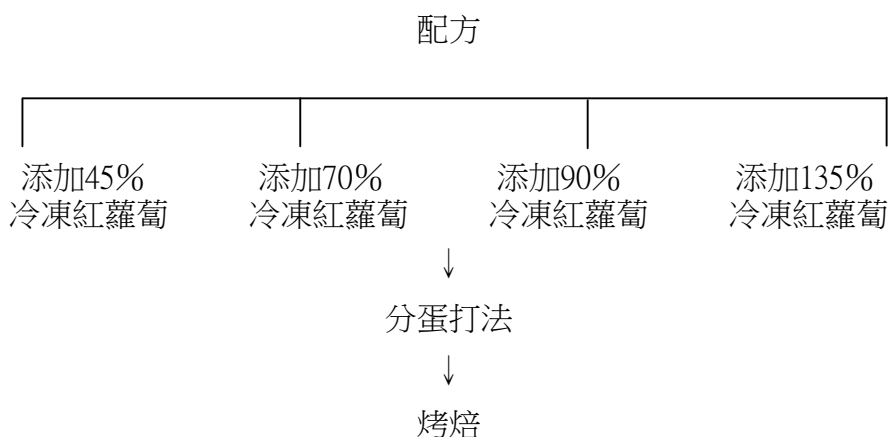 配方
添加45%
冷凍紅蘿蔔
添加70%
冷凍紅蘿蔔
添加90%
冷凍紅蘿蔔
添加135%
冷凍紅蘿蔔
↓
分蛋打法
↓
烤焙